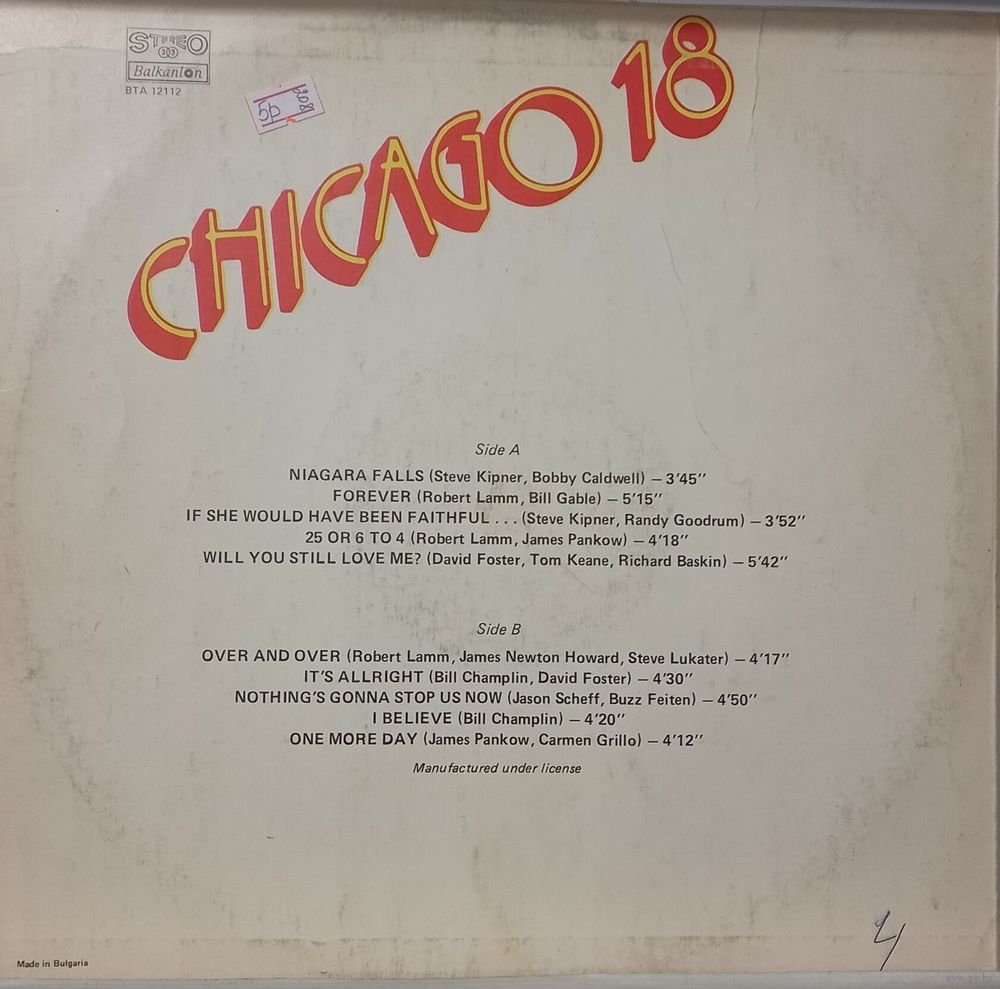 STEREO
303
Balkanton
BTA 12112
5р 208
CHICAGO 18
Side A
NIAGARA FALLS (Steve Kipner, Bobby Caldwell) — 3'45''
FOREVER (Robert Lamm, Bill Gable) — 5'15''
IF SHE WOULD HAVE BEEN FAITHFUL . . . (Steve Kipner, Randy Goodrum) — 3'52''
25 OR 6 TO 4 (Robert Lamm, James Pankow) — 4'18''
WILL YOU STILL LOVE ME? (David Foster, Tom Keane, Richard Baskin) — 5'42''
Side B
OVER AND OVER (Robert Lamm, James Newton Howard, Steve Lukater) — 4'17''
IT'S ALLRIGHT (Bill Champlin, David Foster) — 4'30''
NOTHING'S GONNA STOP US NOW (Jason Scheff, Buzz Feiten) — 4'50''
I BELIEVE (Bill Champlin) — 4'20''
ONE MORE DAY (James Pankow, Carmen Grillo) — 4'12''
Manufactured under license
Made in Bulgaria